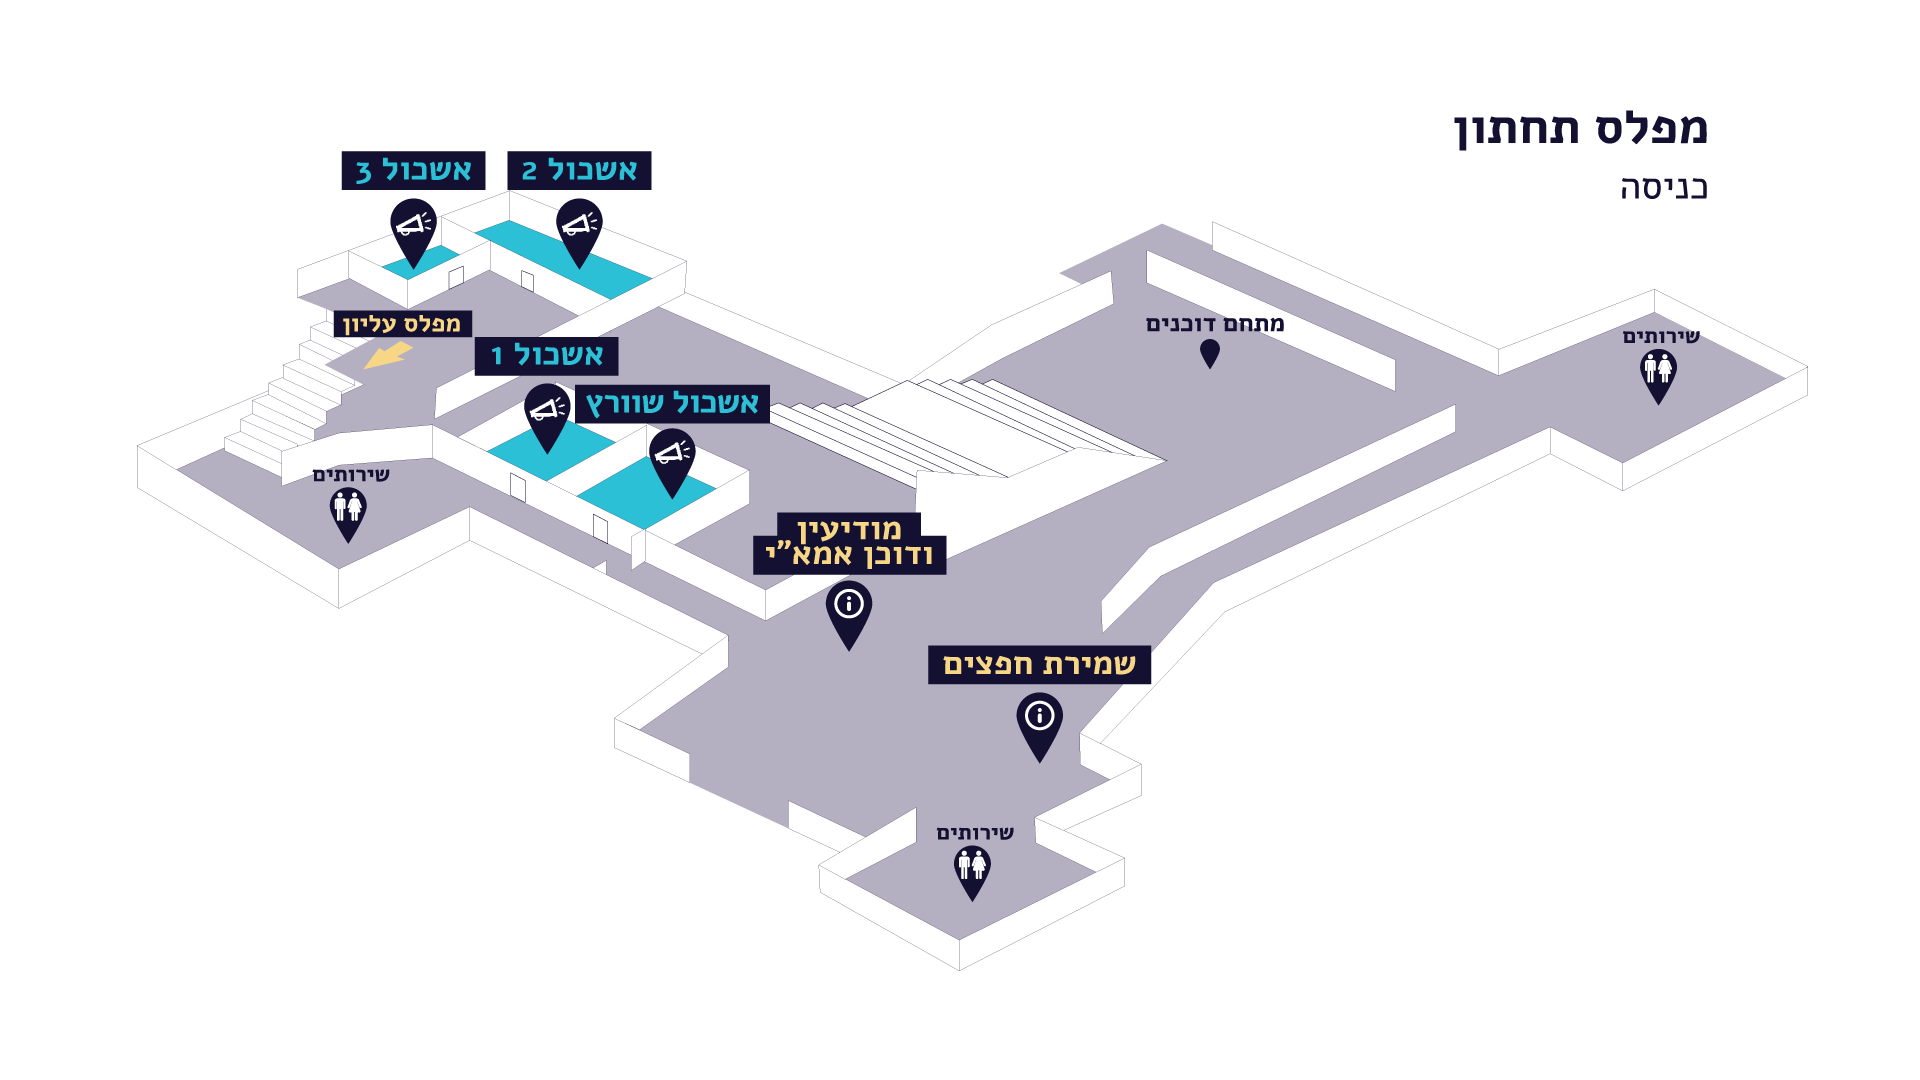 מפלס תחתון
כניסה
אשכול 2
אשכול 3
מפלס עליון
אשכול 1
אשכול שוורץ
מתחם דוכנים
שירותים
שירותים
מודיעין
ודוכן אמא״י
שמירת חפצים
שירותים